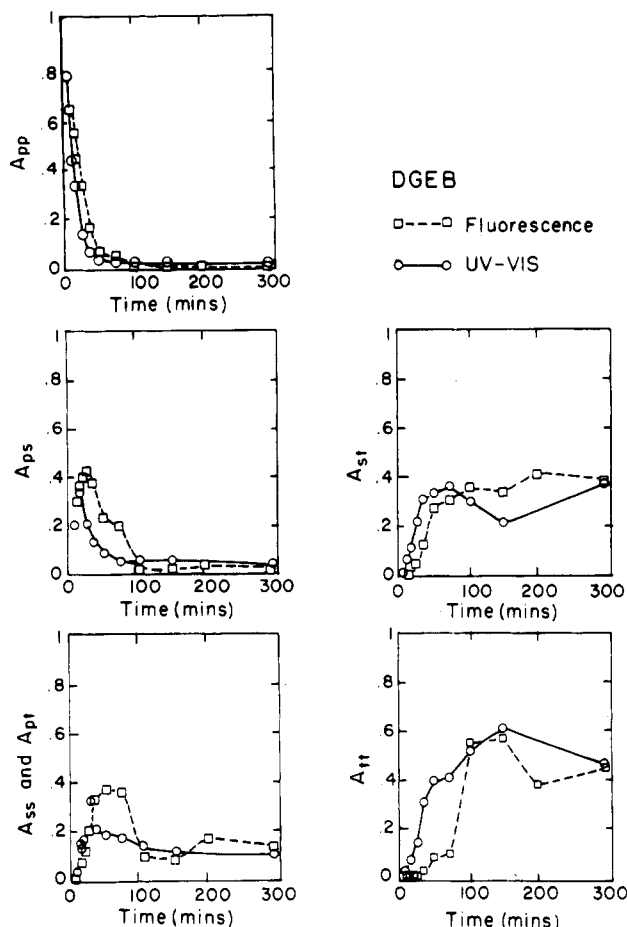 1
.8
.6
.4
.2
0
App
0 100 200 300
Time (mins)
DGEB
Fluorescence
UV-VIS
1
.8
.6
.4
.2
0
Aps
0 100 200 300
Time (mins)
1
.8
.6
.4
.2
0
Ast
0 100 200 300
Time (mins)
1
.8
.6
.4
.2
0
Ass and Apt
0 100 200 300
Time (mins)
1
.8
.6
.4
.2
0
Att
0 100 200 300
Time (mins)